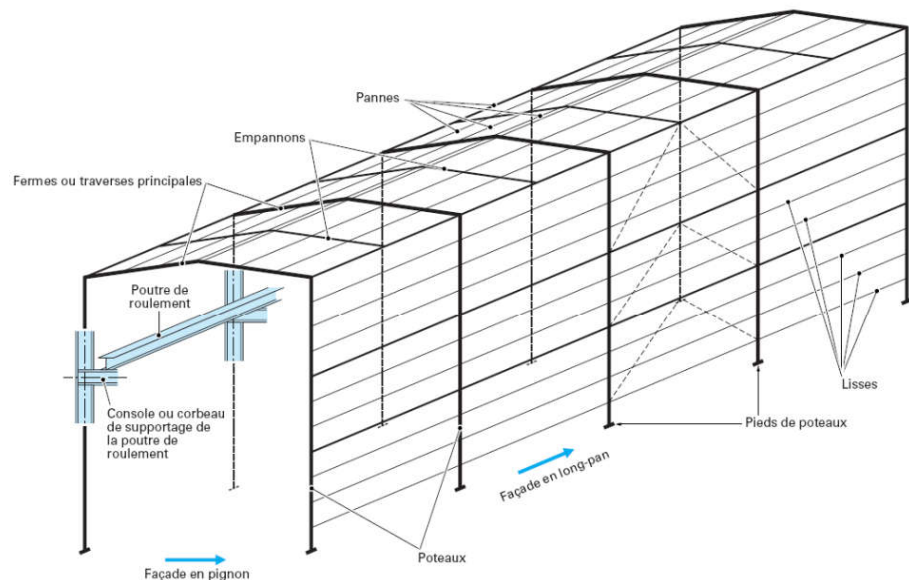 Pannes
Empannons
Fermes ou traverses principales
Poutre de
roulement
Console ou corbeau
de supportage de
la poutre de
roulement
Lisses
Pieds de poteaux
Façade en long-pan
Poteaux
Façade en pignon